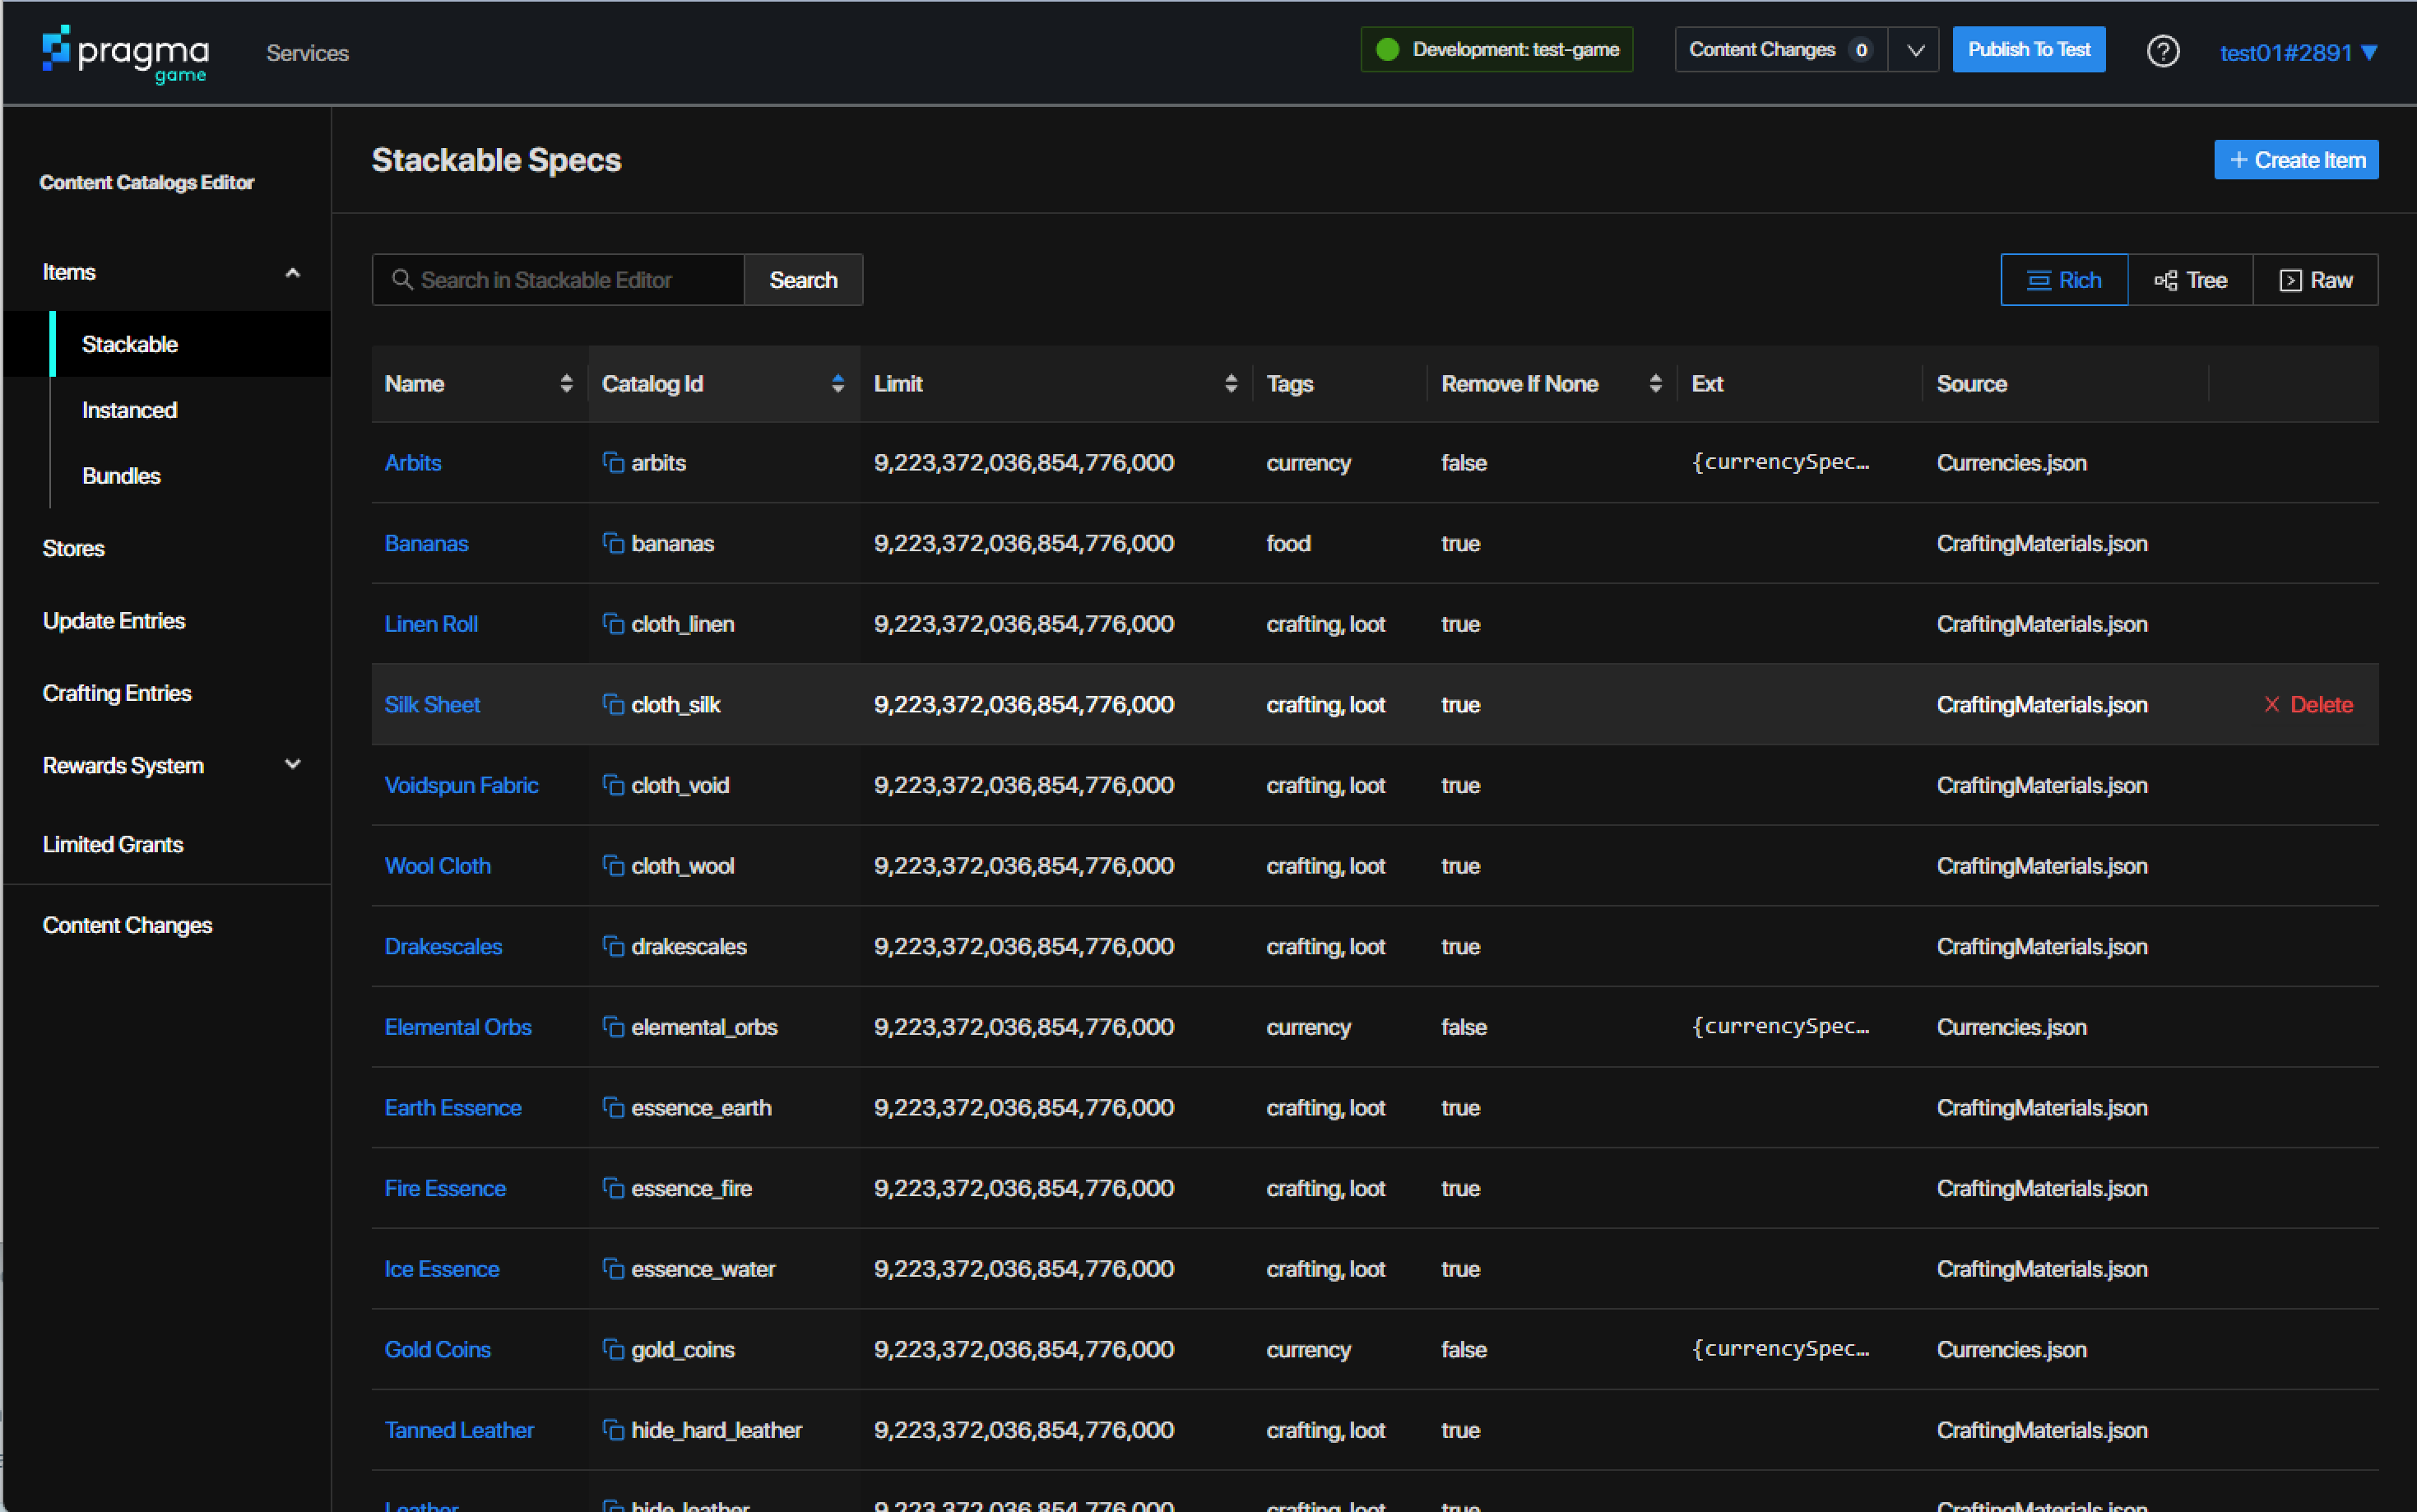 pragma
game
Services
Development: test-game
Content Changes 0
Publish To Test
test01#2891
Content Catalogs Editor
Items
Stackable
Instanced
Bundles
Stores
Update Entries
Crafting Entries
Rewards System
Limited Grants
Content Changes
Stackable Specs
+ Create Item
Search in Stackable Editor
Search
Rich
Tree
Raw
Name Catalog Id Limit Tags Remove If None Ext Source
Arbits arbits 9,223,372,036,854,776,000 currency false {currencySpec… Currencies.json
Bananas bananas 9,223,372,036,854,776,000 food true CraftingMaterials.json
Linen Roll cloth_linen 9,223,372,036,854,776,000 crafting, loot true CraftingMaterials.json
Silk Sheet cloth_silk 9,223,372,036,854,776,000 crafting, loot true CraftingMaterials.json Delete
Voidspun Fabric cloth_void 9,223,372,036,854,776,000 crafting, loot true CraftingMaterials.json
Wool Cloth cloth_wool 9,223,372,036,854,776,000 crafting, loot true CraftingMaterials.json
Drakescales drakescales 9,223,372,036,854,776,000 crafting, loot true CraftingMaterials.json
Elemental Orbs elemental_orbs 9,223,372,036,854,776,000 currency false {currencySpec… Currencies.json
Earth Essence essence_earth 9,223,372,036,854,776,000 crafting, loot true CraftingMaterials.json
Fire Essence essence_fire 9,223,372,036,854,776,000 crafting, loot true CraftingMaterials.json
Ice Essence essence_water 9,223,372,036,854,776,000 crafting, loot true CraftingMaterials.json
Gold Coins gold_coins 9,223,372,036,854,776,000 currency false {currencySpec… Currencies.json
Tanned Leather hide_hard_leather 9,223,372,036,854,776,000 crafting, loot true CraftingMaterials.json
Leather hide_leather 9,223,372,036,854,776,000 crafting, loot true CraftingMaterials.json